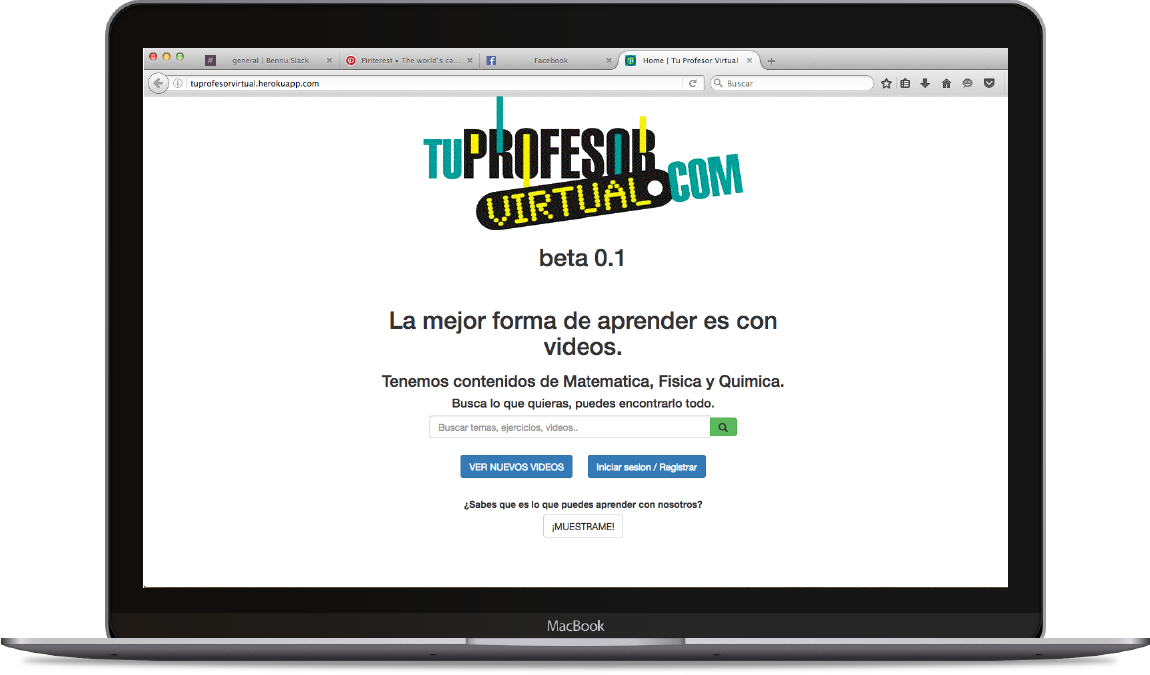 general | Bennu Slack
Pinterest • The world's ca...
Facebook
Home | Tu Profesor Virtual
tuprofesorvirtual.herokuapp.com
Buscar
TUPROFESOR
VIRTUAL
.COM
beta 0.1
La mejor forma de aprender es con
videos.
Tenemos contenidos de Matematica, Fisica y Quimica.
Busca lo que quieras, puedes encontrarlo todo.
Buscar temas, ejercicios, videos..
VER NUEVOS VIDEOS
Iniciar sesion / Registrar
¿Sabes que es lo que puedes aprender con nosotros?
¡MUESTRAME!
MacBook